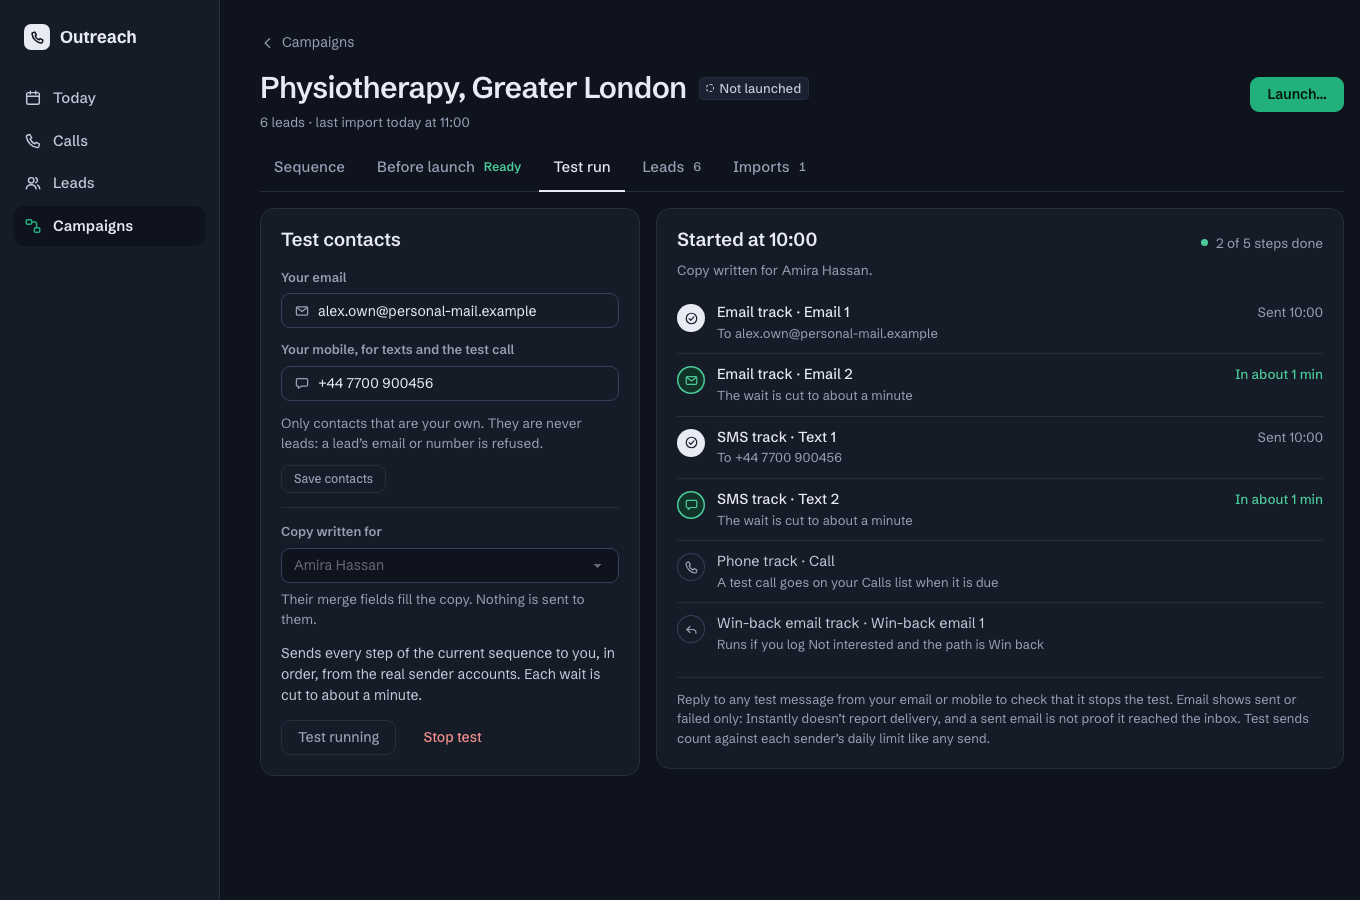 Outreach
Today
Calls
Leads
Campaigns
Campaigns
Physiotherapy, Greater London
Not launched
Launch...
6 leads · last import today at 11:00
Sequence
Before launch Ready
Test run
Leads 6
Imports 1
Test contacts
Your email
alex.own@personal-mail.example
Your mobile, for texts and the test call
+44 7700 900456
Only contacts that are your own. They are never
leads: a lead’s email or number is refused.
Save contacts
Copy written for
Amira Hassan
Their merge fields fill the copy. Nothing is sent to
them.
Sends every step of the current sequence to you, in
order, from the real sender accounts. Each wait is
cut to about a minute.
Test running
Stop test
Started at 10:00
2 of 5 steps done
Copy written for Amira Hassan.
Email track · Email 1
Sent 10:00
To alex.own@personal-mail.example
Email track · Email 2
In about 1 min
The wait is cut to about a minute
SMS track · Text 1
Sent 10:00
To +44 7700 900456
SMS track · Text 2
In about 1 min
The wait is cut to about a minute
Phone track · Call
A test call goes on your Calls list when it is due
Win-back email track · Win-back email 1
Runs if you log Not interested and the path is Win back
Reply to any test message from your email or mobile to check that it stops the test. Email shows sent or
failed only: Instantly doesn’t report delivery, and a sent email is not proof it reached the inbox. Test sends
count against each sender’s daily limit like any send.